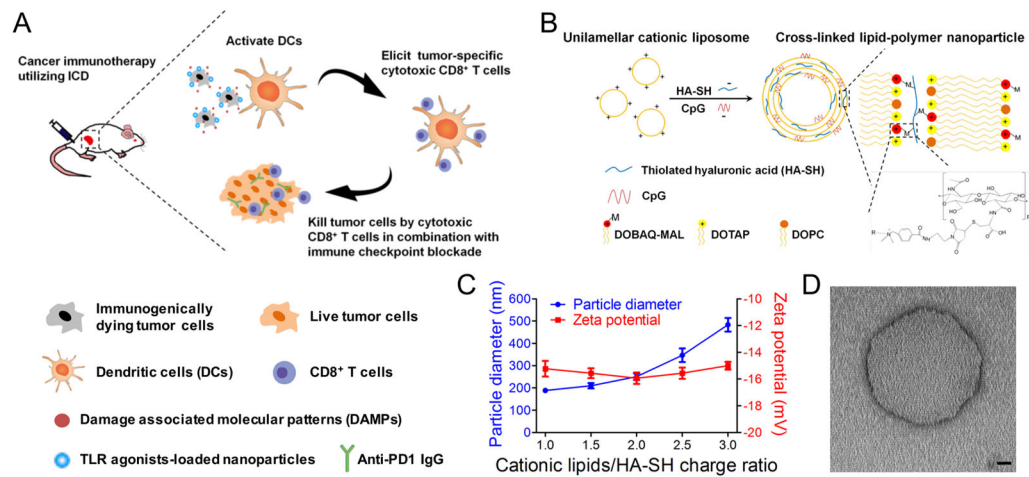 A
Cancer immunotherapy
utilizing ICD
Activate DCs
Elicit tumor-specific
cytotoxic CD8⁺ T cells
Kill tumor cells by cytotoxic
CD8⁺ T cells in combination with
immune checkpoint blockade
Immunogenically
dying tumor cells
Live tumor cells
Dendritic cells (DCs)
CD8⁺ T cells
Damage associated molecular patterns (DAMPs)
TLR agonists-loaded nanoparticles
Anti-PD1 IgG
B
Unilamellar cationic liposome
Cross-linked lipid-polymer nanoparticle
HA-SH
CpG
Thiolated hyaluronic acid (HA-SH)
CpG
M
DOBAQ-MAL
DOTAP
DOPC
C
Particle diameter
Zeta potential
Particle diameter (nm)
600
500
400
300
200
100
0
Zeta potential (mV)
-10
-12
-14
-16
-18
-20
1.0 1.5 2.0 2.5 3.0
Cationic lipids/HA-SH charge ratio
D